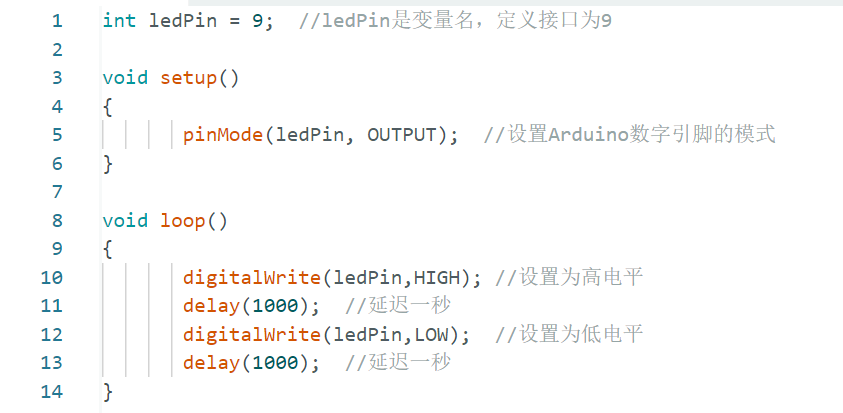 1 int ledPin = 9;  //ledPin是变量名，定义接口为9
2
3 void setup()
4 {
5       pinMode(ledPin, OUTPUT);  //设置Arduino数字引脚的模式
6 }
7
8 void loop()
9 {
10       digitalWrite(ledPin,HIGH); //设置为高电平
11       delay(1000);  //延迟一秒
12       digitalWrite(ledPin,LOW);  //设置为低电平
13       delay(1000);  //延迟一秒
14 }